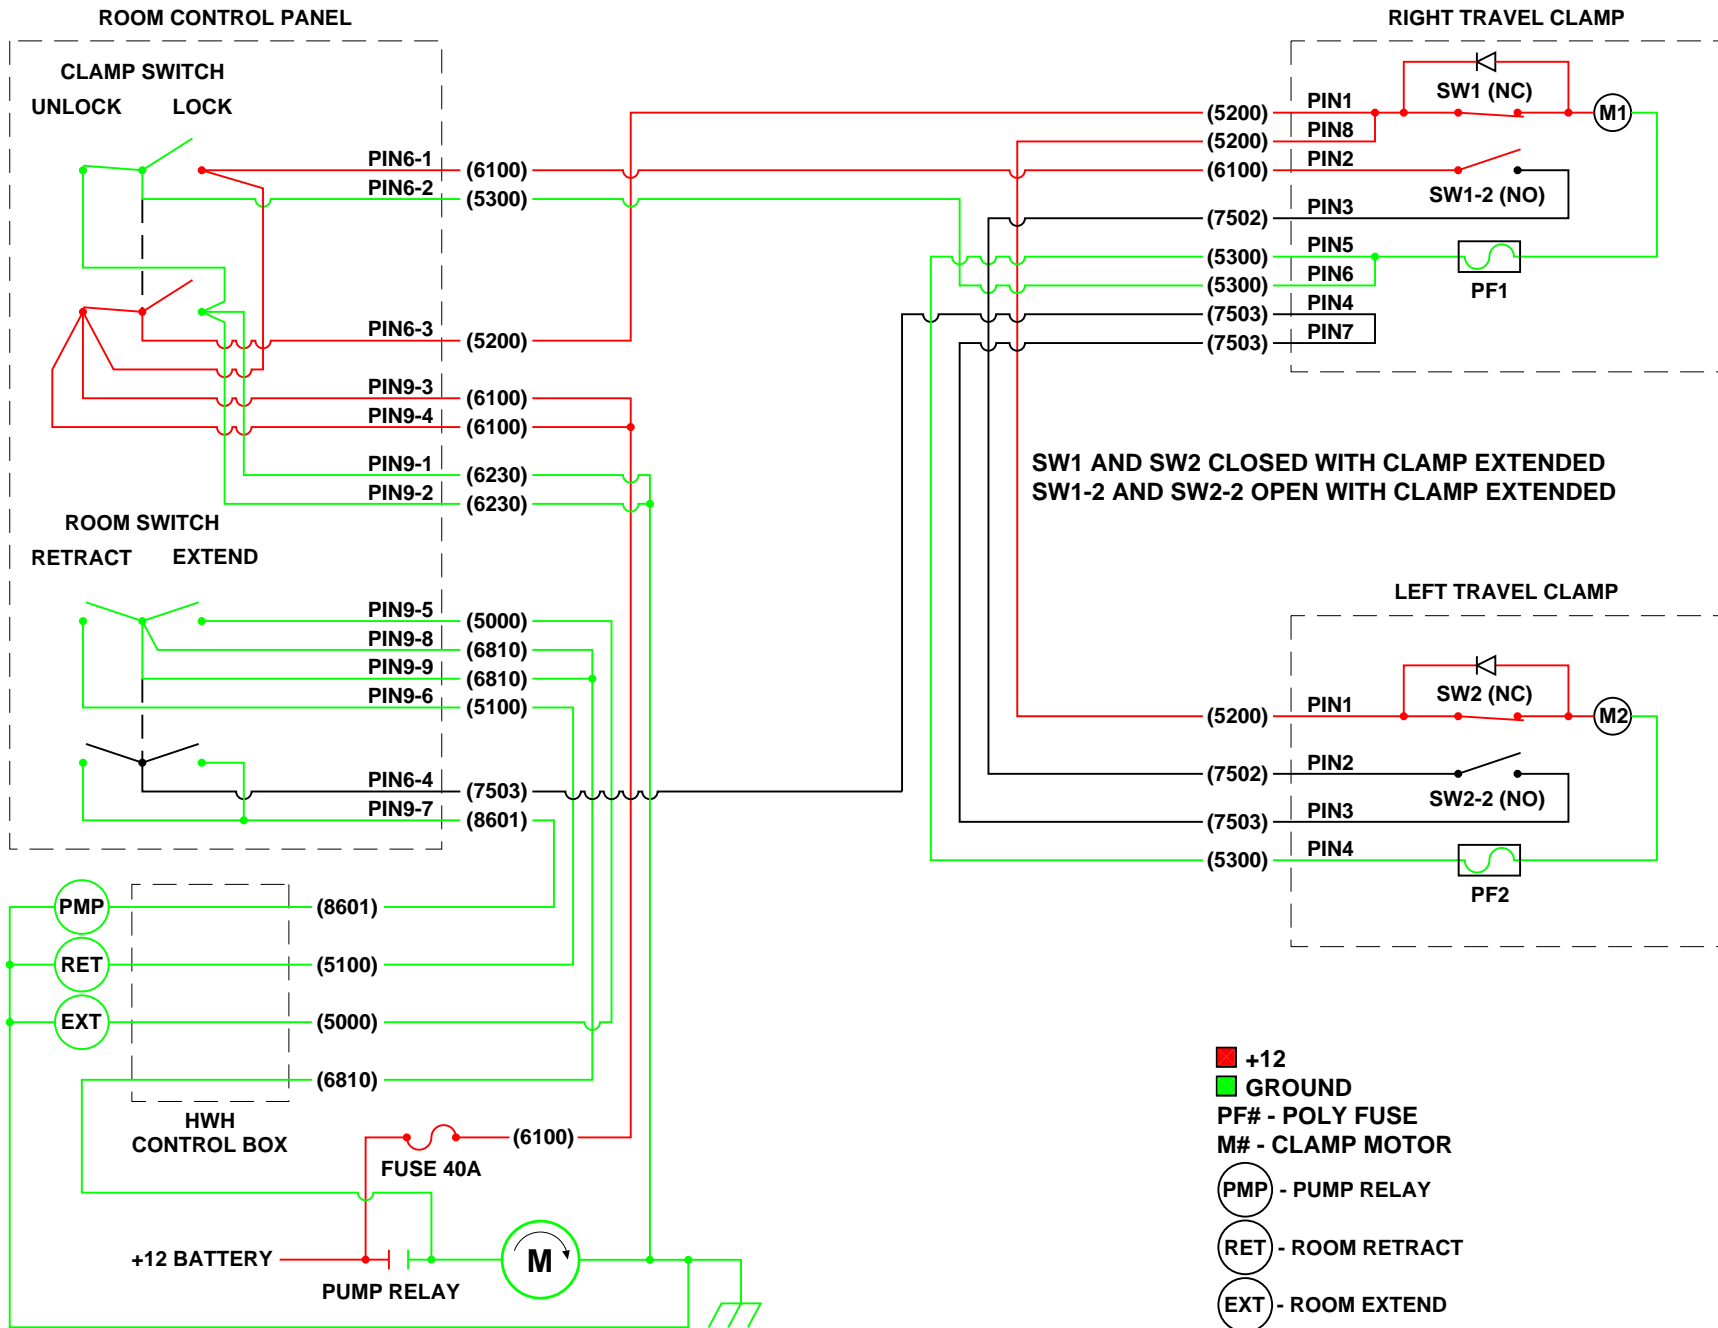 ROOM CONTROL PANEL
CLAMP SWITCH
UNLOCK LOCK
PIN6-1 (6100)
PIN6-2 (5300)
PIN6-3 (5200)
PIN9-3 (6100)
PIN9-4 (6100)
PIN9-1 (6230)
PIN9-2 (6230)
ROOM SWITCH
RETRACT EXTEND
PIN9-5 (5000)
PIN9-8 (6810)
PIN9-9 (6810)
PIN9-6 (5100)
PIN6-4 (7503)
PIN9-7 (8601)
PMP (8601)
RET (5100)
EXT (5000)
(6810)
HWH
CONTROL BOX
(6100)
FUSE 40A
+12 BATTERY
M
PUMP RELAY
RIGHT TRAVEL CLAMP
(5200) PIN1
SW1 (NC)
M1
(5200) PIN8
(6100) PIN2
SW1-2 (NO)
(7502) PIN3
(5300) PIN5
(5300) PIN6
PF1
(7503) PIN4
(7503) PIN7
SW1 AND SW2 CLOSED WITH CLAMP EXTENDED
SW1-2 AND SW2-2 OPEN WITH CLAMP EXTENDED
LEFT TRAVEL CLAMP
SW2 (NC)
(5200) PIN1
M2
(7502) PIN2
SW2-2 (NO)
(7503) PIN3
(5300) PIN4
PF2
+12
GROUND
PF# - POLY FUSE
M# - CLAMP MOTOR
PMP - PUMP RELAY
RET - ROOM RETRACT
EXT - ROOM EXTEND